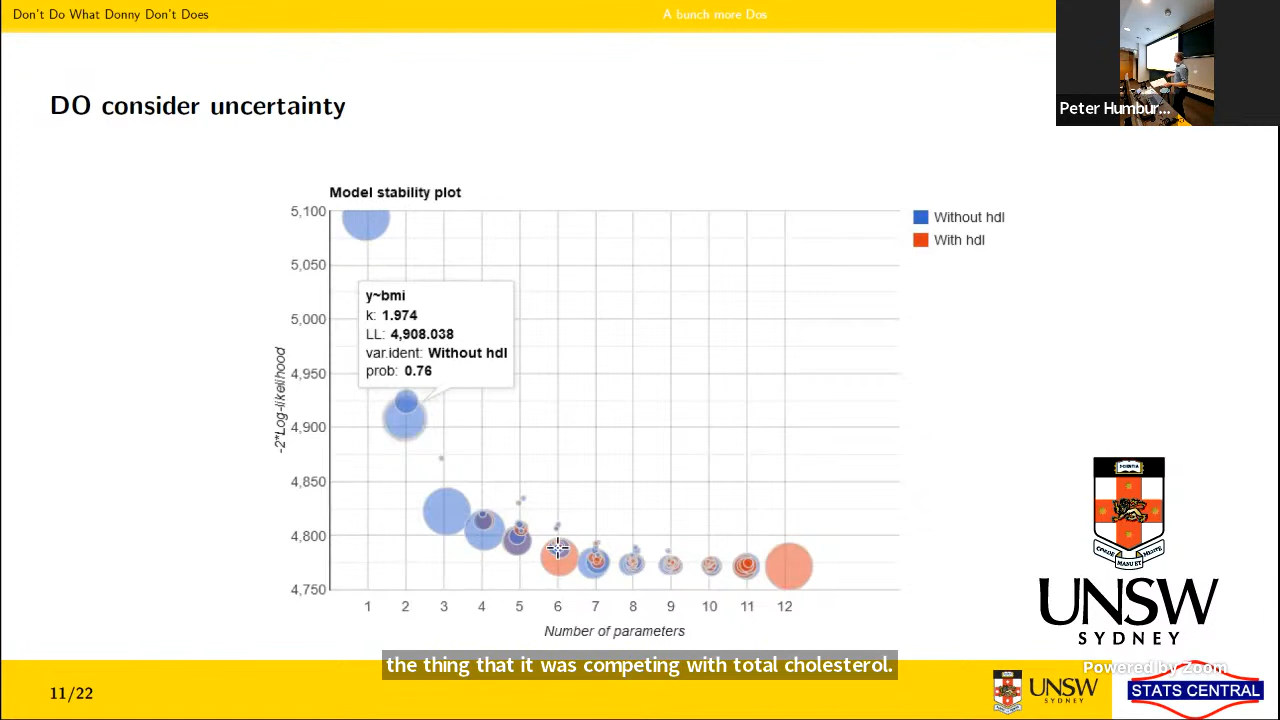 Don't Do What Donny Don't Does
A bunch more Dos
Peter Humbur...
DO consider uncertainty
Model stability plot
5,100
5,050
5,000
4,950
4,900
4,850
4,800
4,750
-2*Log-likelihood
y~bmi
k: 1.974
LL: 4,908.038
var.ident: Without hdl
prob: 0.76
Without hdl
With hdl
1 2 3 4 5 6 7 8 9 10 11 12
Number of parameters
UNSW
SYDNEY
the thing that it was competing with total cholesterol.
Powered by Zoom
11/22
UNSW
SYDNEY
STATS CENTRAL